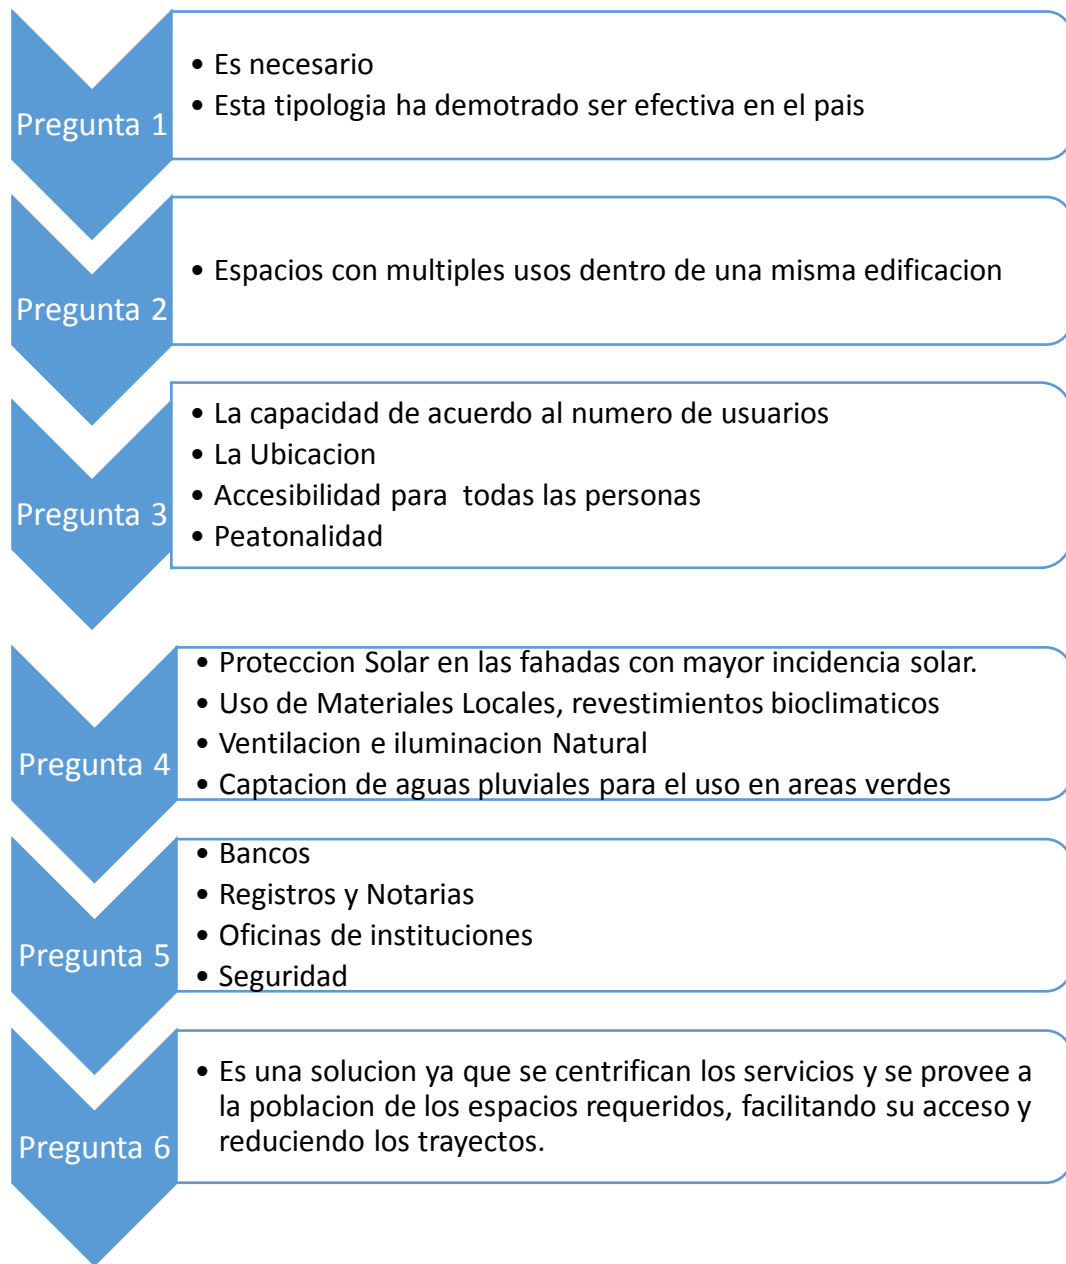 Pregunta 1
• Es necesario
• Esta tipologia ha demotrado ser efectiva en el pais
Pregunta 2
• Espacios con multiples usos dentro de una misma edificacion
Pregunta 3
• La capacidad de acuerdo al numero de usuarios
• La Ubicacion
• Accesibilidad para todas las personas
• Peatonalidad
Pregunta 4
• Proteccion Solar en las fahadas con mayor incidencia solar.
• Uso de Materiales Locales, revestimientos bioclimaticos
• Ventilacion e iluminacion Natural
• Captacion de aguas pluviales para el uso en areas verdes
Pregunta 5
• Bancos
• Registros y Notarias
• Oficinas de instituciones
• Seguridad
Pregunta 6
• Es una solucion ya que se centrifican los servicios y se provee a
la poblacion de los espacios requeridos, facilitando su acceso y
reduciendo los trayectos.